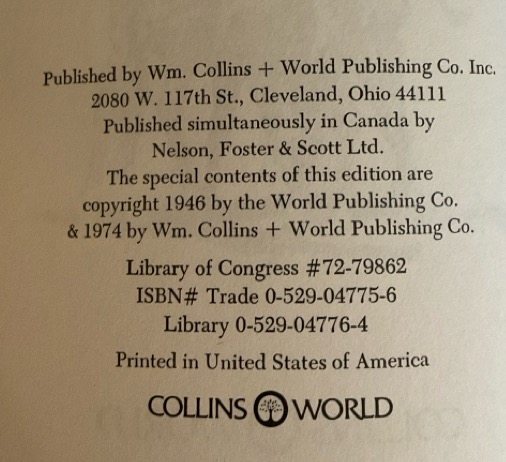 Published by Wm. Collins + World Publishing Co. Inc.
2080 W. 117th St., Cleveland, Ohio 44111
Published simultaneously in Canada by
Nelson, Foster & Scott Ltd.
The special contents of this edition are
copyright 1946 by the World Publishing Co.
& 1974 by Wm. Collins + World Publishing Co.
Library of Congress #72-79862
ISBN# Trade 0-529-04775-6
Library 0-529-04776-4
Printed in United States of America
COLLINS WORLD